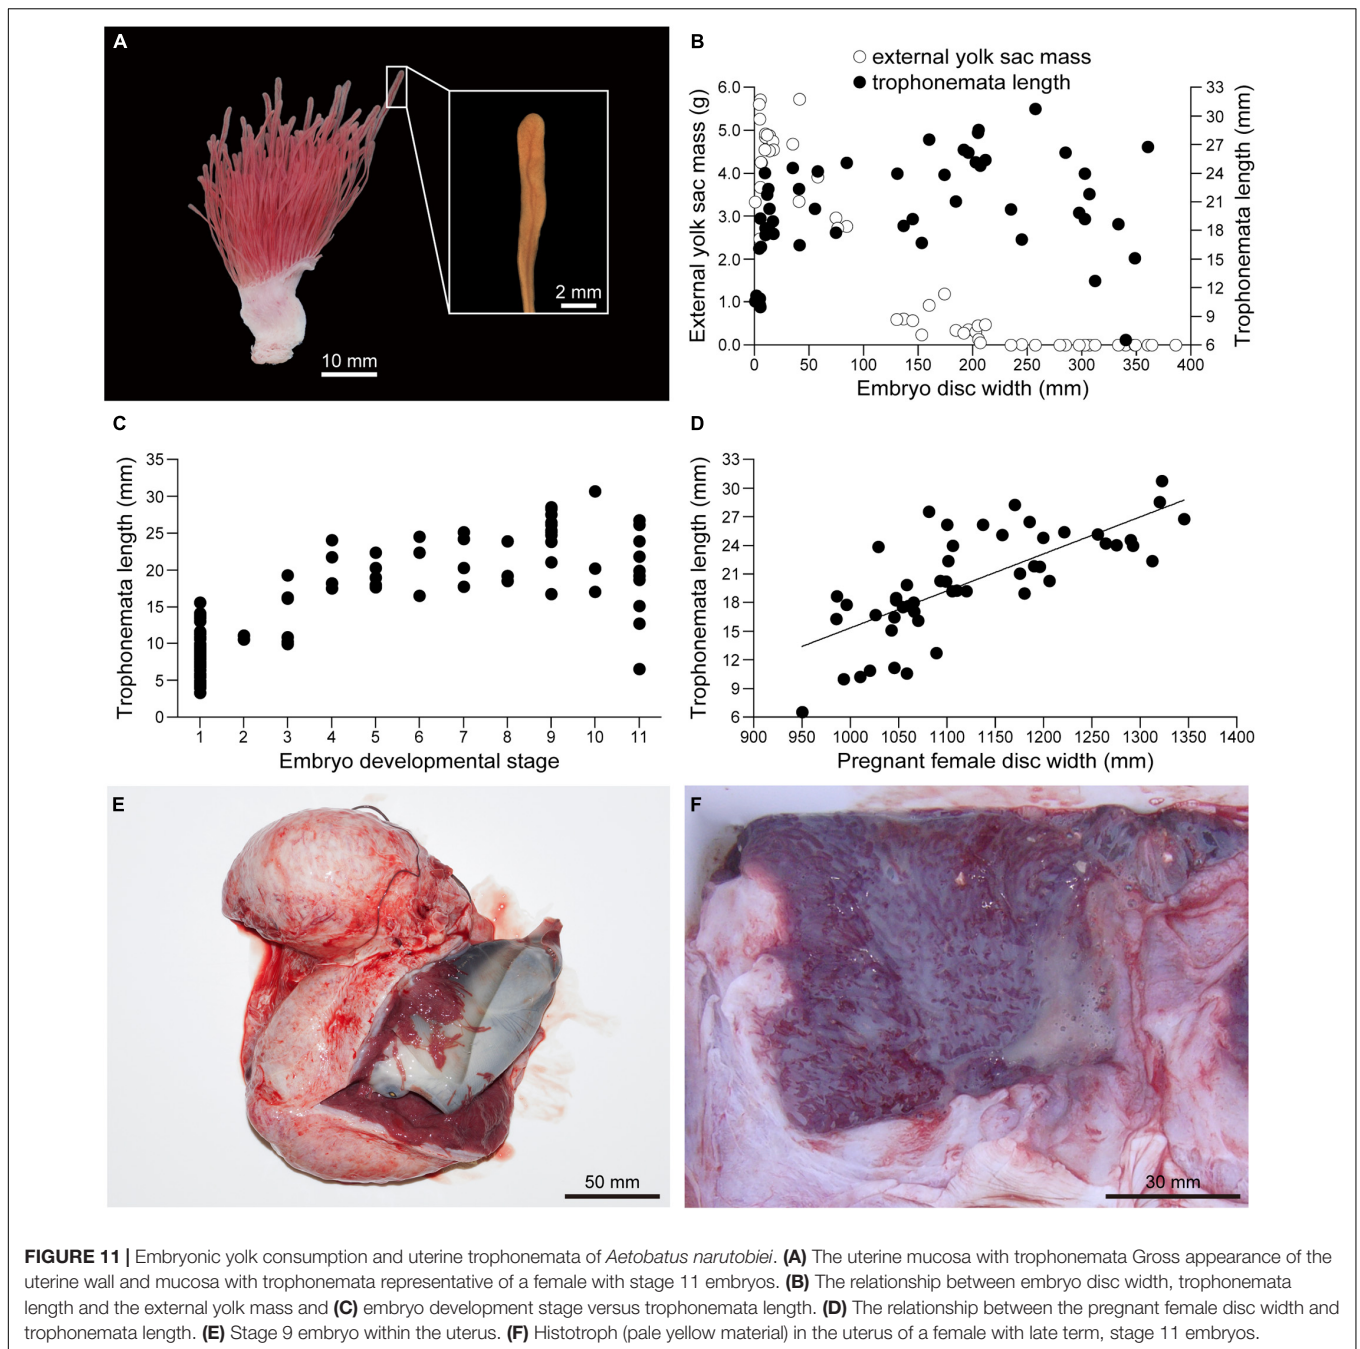 A
2 mm
10 mm
B
external yolk sac mass
trophonemata length
External yolk sac mass (g)
6.0
5.0
4.0
3.0
2.0
1.0
0.0
33
30
27
24
21
18
15
12
9
6
Trophonemata length (mm)
0 50 100 150 200 250 300 350 400
Embryo disc width (mm)
C
Trophonemata length (mm)
35
30
25
20
15
10
5
0
1 2 3 4 5 6 7 8 9 10 11
Embryo developmental stage
D
Trophonemata length (mm)
33
30
27
24
21
18
15
12
9
6
900 950 1000 1050 1100 1150 1200 1250 1300 1350 1400
Pregnant female disc width (mm)
E
50 mm
F
30 mm
FIGURE 11 | Embryonic yolk consumption and uterine trophonemata of Aetobatus narutobiei. (A) The uterine mucosa with trophonemata Gross appearance of the
uterine wall and mucosa with trophonemata representative of a female with stage 11 embryos. (B) The relationship between embryo disc width, trophonemata
length and the external yolk mass and (C) embryo development stage versus trophonemata length. (D) The relationship between the pregnant female disc width and
trophonemata length. (E) Stage 9 embryo within the uterus. (F) Histotroph (pale yellow material) in the uterus of a female with late term, stage 11 embryos.